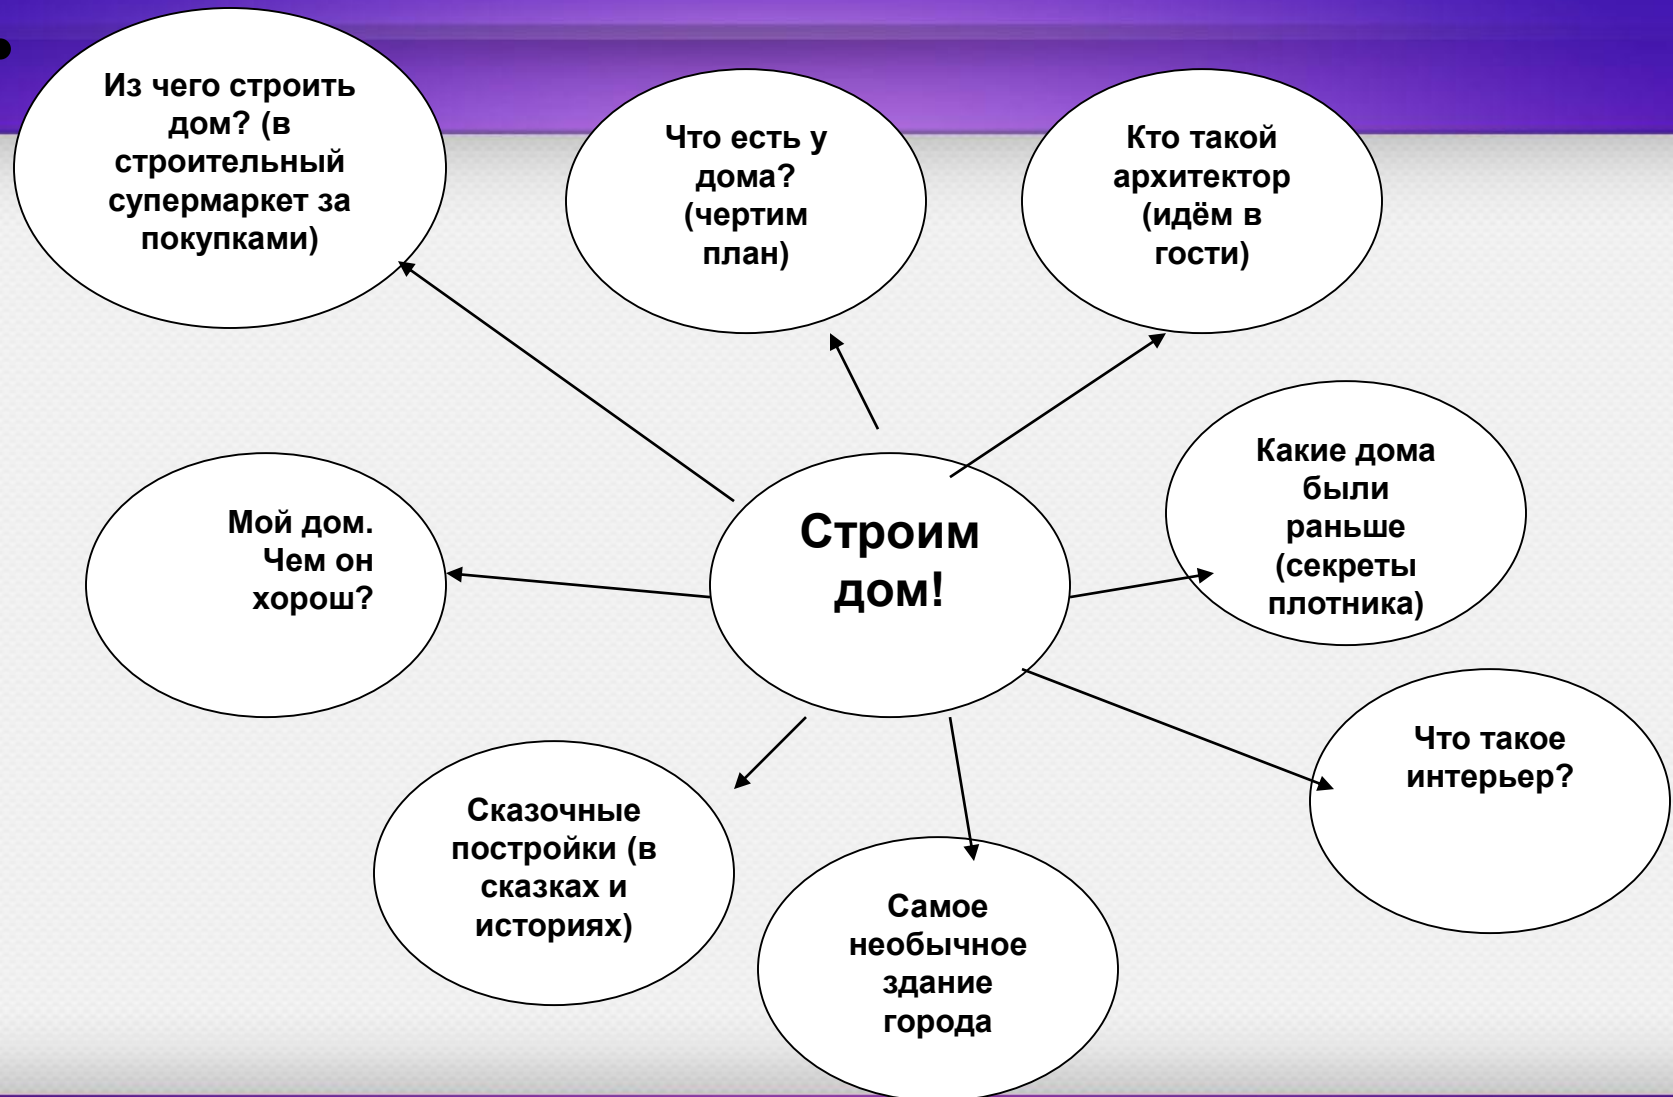 Из чего строить
дом? (в
строительный
супермаркет за
покупками)
Что есть у
дома?
(чертим
план)
Кто такой
архитектор
(идём в
гости)
Какие дома
были
раньше
(секреты
плотника)
Мой дом.
Чем он
хорош?
Строим
дом!
Что такое
интерьер?
Сказочные
постройки (в
сказках и
историях)
Самое
необычное
здание
города